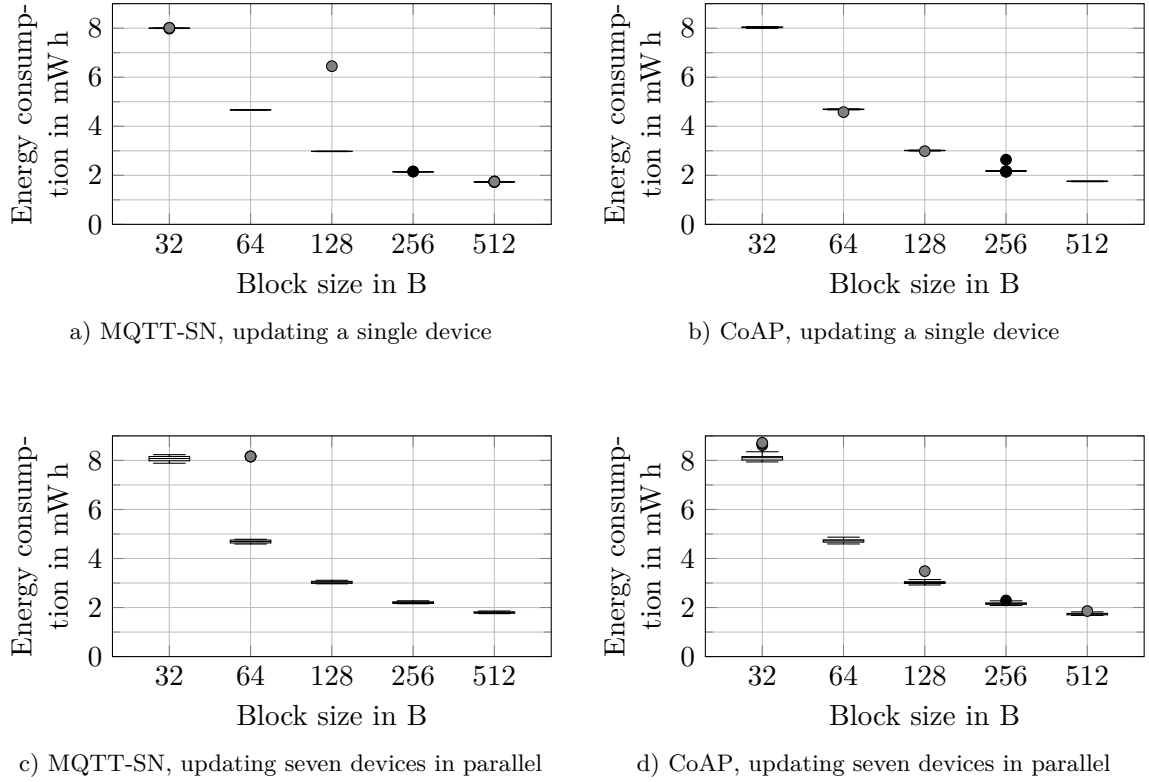 Energy consump-
tion in mW h
8
6
4
2
0
32 64 128 256 512
Block size in B
a) MQTT-SN, updating a single device
Energy consump-
tion in mW h
8
6
4
2
0
32 64 128 256 512
Block size in B
b) CoAP, updating a single device
Energy consump-
tion in mW h
8
6
4
2
0
32 64 128 256 512
Block size in B
c) MQTT-SN, updating seven devices in parallel
Energy consump-
tion in mW h
8
6
4
2
0
32 64 128 256 512
Block size in B
d) CoAP, updating seven devices in parallel